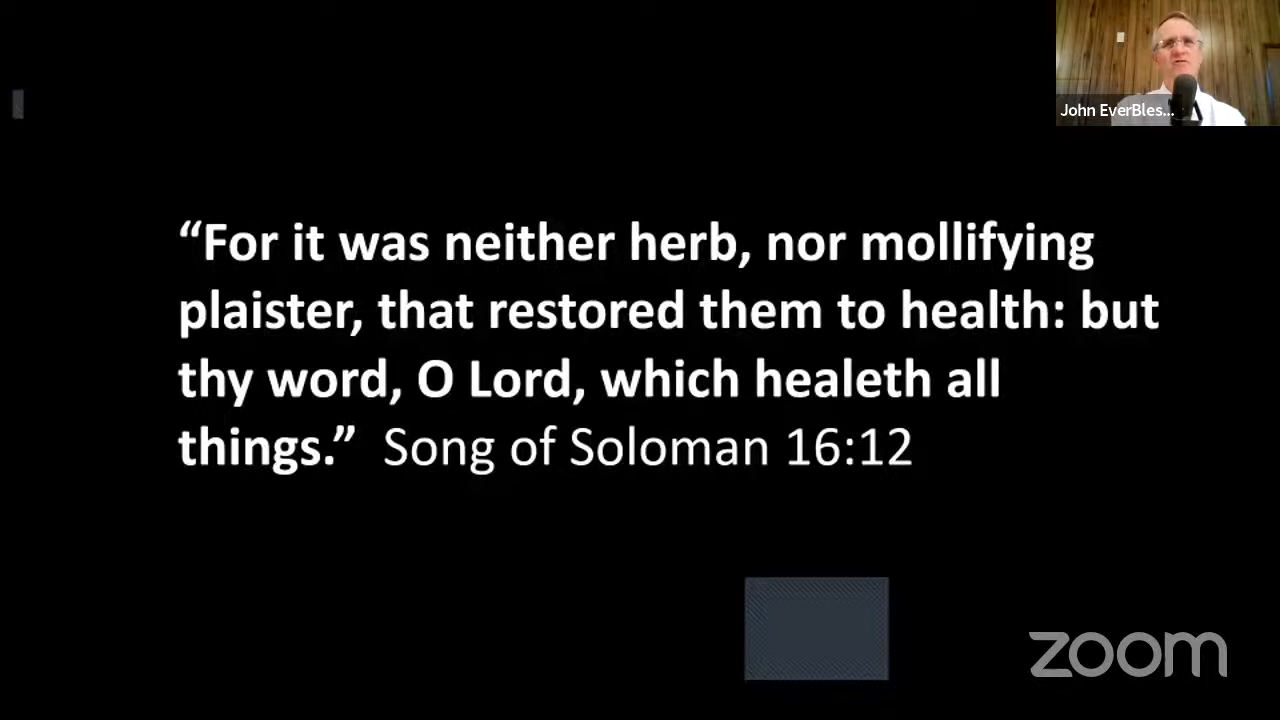 John EverBles...
“For it was neither herb, nor mollifying
plaister, that restored them to health: but
thy word, O Lord, which healeth all
things.” Song of Soloman 16:12
zoom